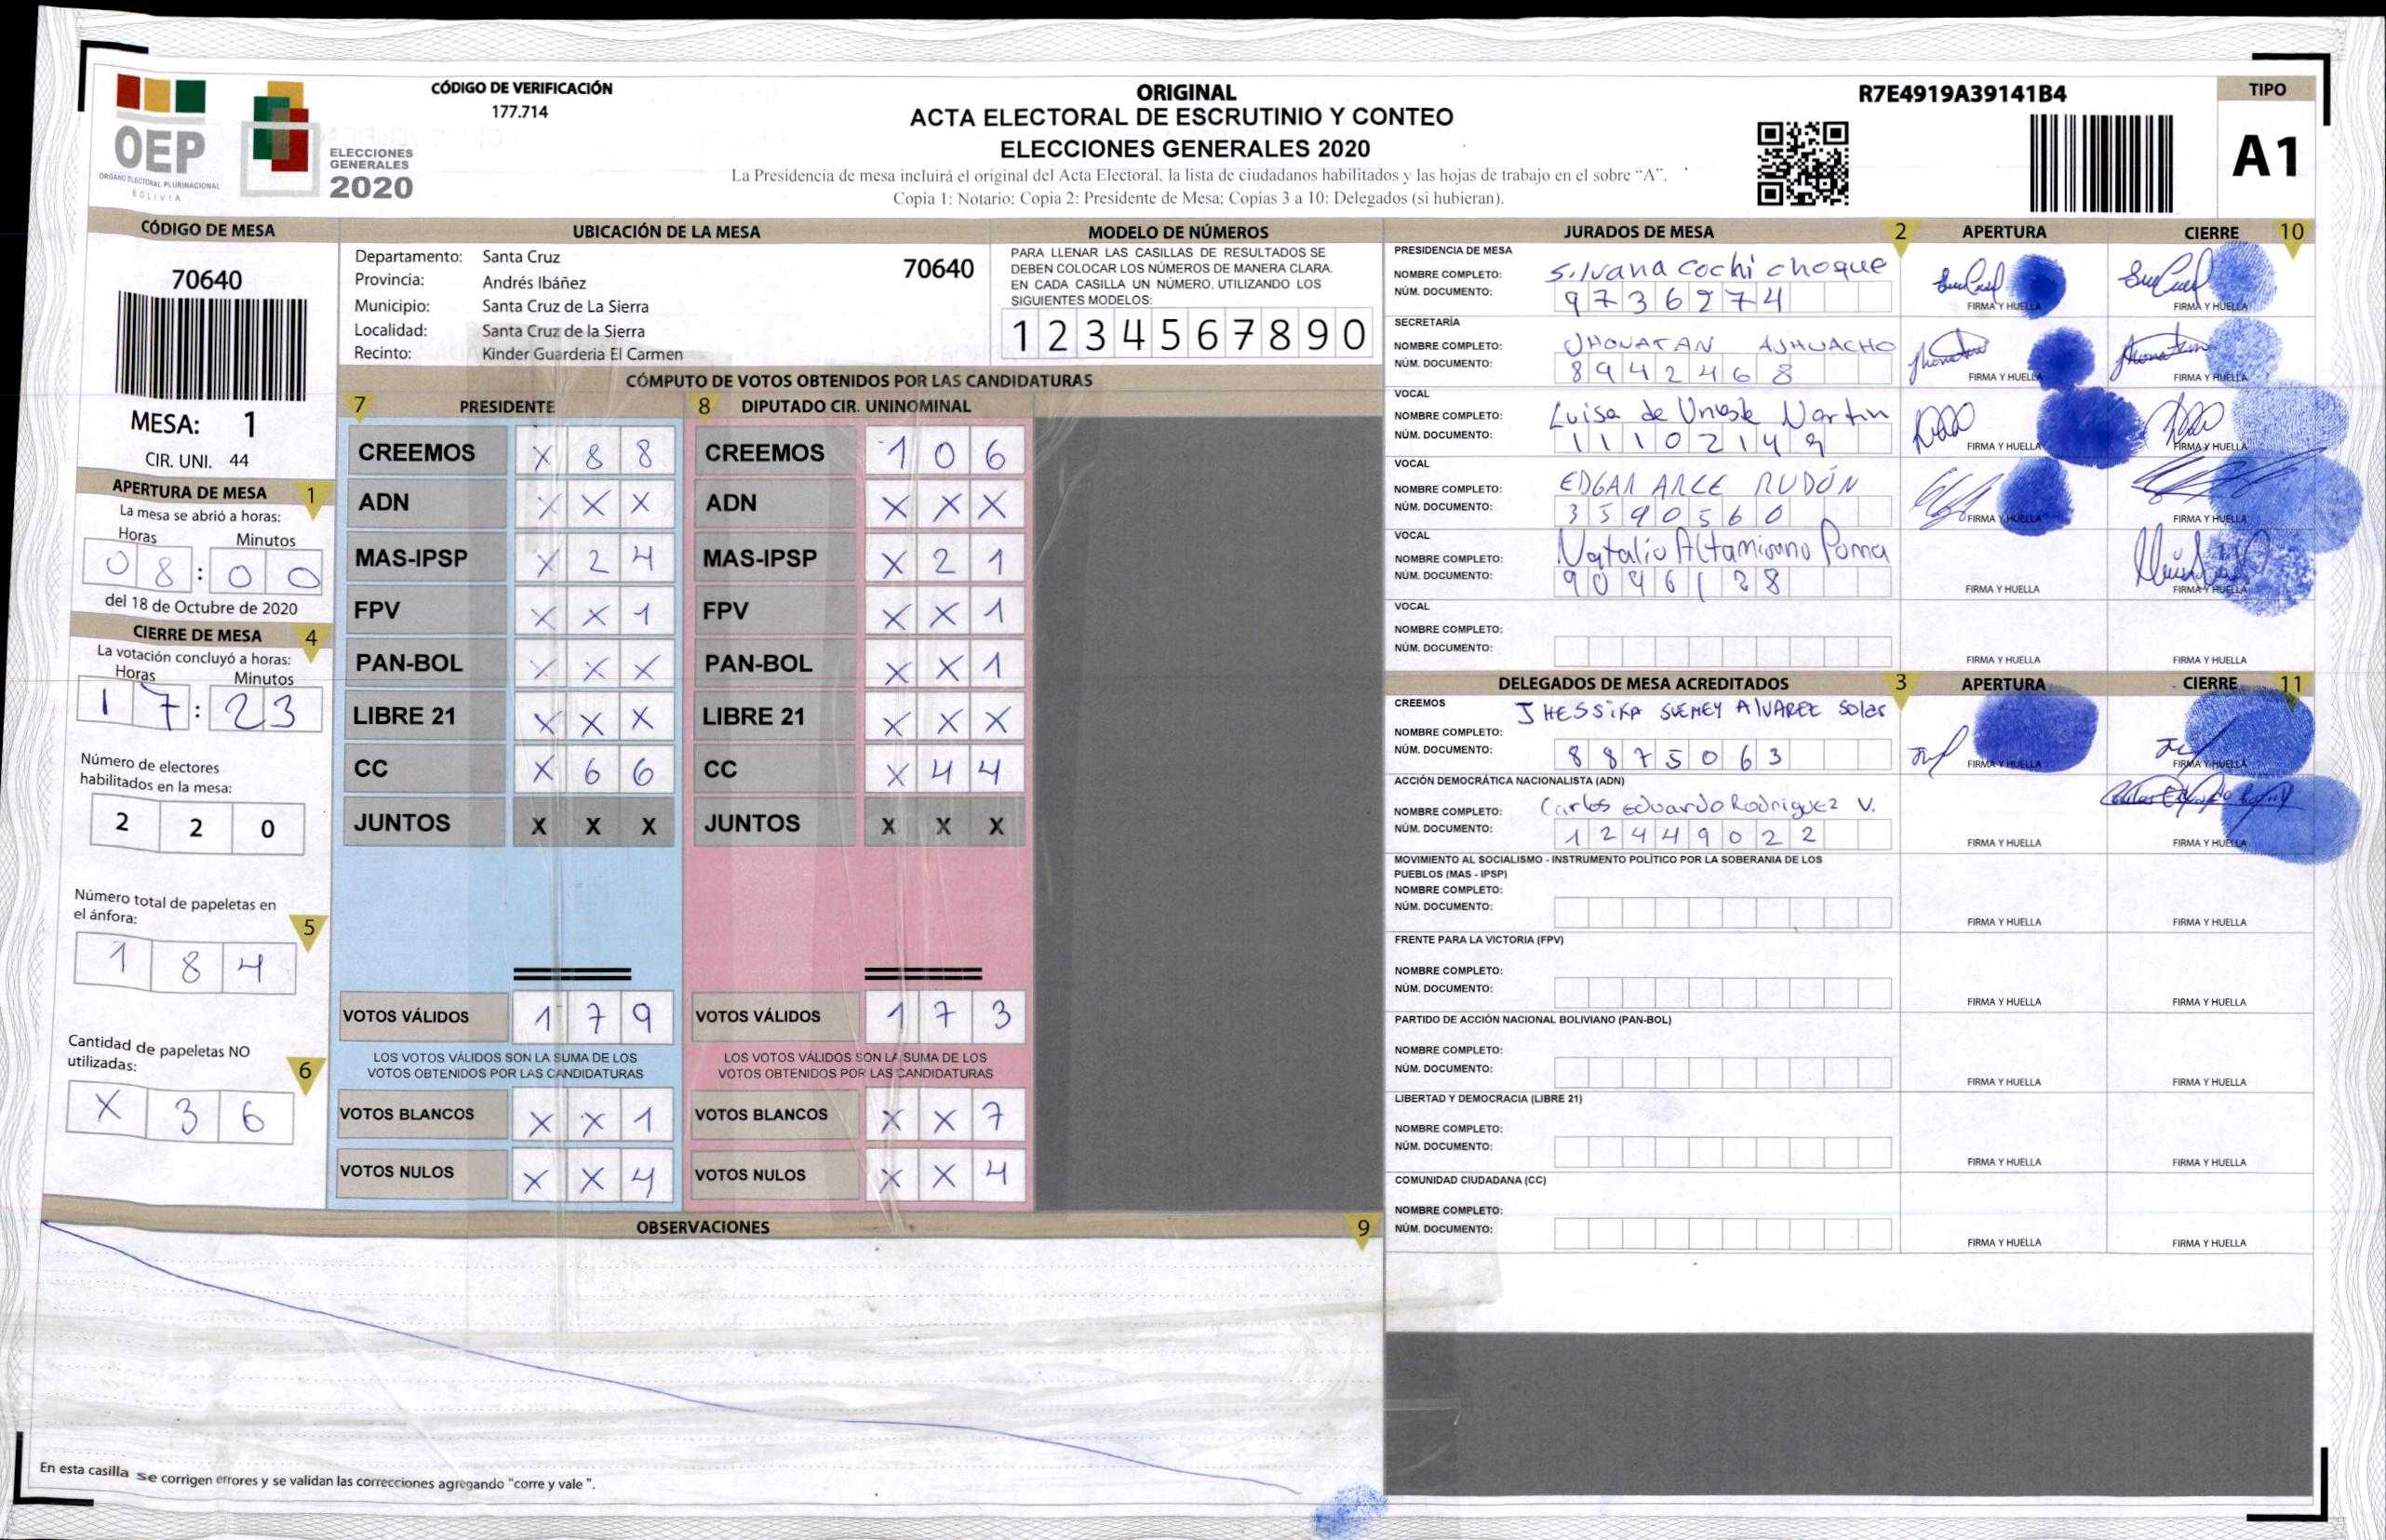 CÓDIGO DE VERIFICACIÓN
177.714
OEP
ÓRGANO ELECTORAL PLURINACIONAL
BOLIVIA
ELECCIONES
GENERALES
2020
ORIGINAL
ACTA ELECTORAL DE ESCRUTINIO Y CONTEO
ELECCIONES GENERALES 2020
La Presidencia de mesa incluirá el original del Acta Electoral, la lista de ciudadanos habilitados y las hojas de trabajo en el sobre “A”.
Copia 1: Notario; Copia 2: Presidente de Mesa; Copias 3 a 10: Delegados (si hubieran).
R7E4919A39141B4
TIPO
A1
CÓDIGO DE MESA
70640
MESA: 1
CIR. UNI. 44
APERTURA DE MESA 1
La mesa se abrió a horas:
Horas Minutos
08:00
del 18 de Octubre de 2020
CIERRE DE MESA 4
La votación concluyó a horas:
Horas Minutos
17:23
Número de electores
habilitados en la mesa:
2 2 0
Número total de papeletas en
el ánfora:
5
1 8 4
Cantidad de papeletas NO
utilizadas:
6
X 3 6
UBICACIÓN DE LA MESA
Departamento: Santa Cruz 70640
Provincia: Andrés Ibáñez
Municipio: Santa Cruz de La Sierra
Localidad: Santa Cruz de la Sierra
Recinto: Kinder Guarderia El Carmen
MODELO DE NÚMEROS
PARA LLENAR LAS CASILLAS DE RESULTADOS SE
DEBEN COLOCAR LOS NÚMEROS DE MANERA CLARA.
EN CADA CASILLA UN NÚMERO, UTILIZANDO LOS
SIGUIENTES MODELOS:
1 2 3 4 5 6 7 8 9 0
CÓMPUTO DE VOTOS OBTENIDOS POR LAS CANDIDATURAS
7 PRESIDENTE
CREEMOS X 8 8
ADN X X X
MAS-IPSP X 2 4
FPV X X 1
PAN-BOL X X X
LIBRE 21 X X X
CC X 6 6
JUNTOS X X X
VOTOS VÁLIDOS 1 7 9
LOS VOTOS VÁLIDOS SON LA SUMA DE LOS
VOTOS OBTENIDOS POR LAS CANDIDATURAS
VOTOS BLANCOS X X 1
VOTOS NULOS X X 4
8 DIPUTADO CIR. UNINOMINAL
CREEMOS 1 0 6
ADN X X X
MAS-IPSP X 2 1
FPV X X 1
PAN-BOL X X 1
LIBRE 21 X X X
CC X 4 4
JUNTOS X X X
VOTOS VÁLIDOS 1 7 3
LOS VOTOS VÁLIDOS SON LA SUMA DE LOS
VOTOS OBTENIDOS POR LAS CANDIDATURAS
VOTOS BLANCOS X X 7
VOTOS NULOS X X 4
OBSERVACIONES 9
En esta casilla se corrigen errores y se validan las correcciones agregando "corre y vale ".
JURADOS DE MESA 2 APERTURA CIERRE 10
PRESIDENCIA DE MESA
NOMBRE COMPLETO: Silvana cochi choque
NÚM. DOCUMENTO: 9736274
FIRMA Y HUELLA FIRMA Y HUELLA
SECRETARÍA
NOMBRE COMPLETO: JHONATAN AJHUACHO
NÚM. DOCUMENTO: 8942468
FIRMA Y HUELLA FIRMA Y HUELLA
VOCAL
NOMBRE COMPLETO: Luisa de
NÚM. DOCUMENTO: 11102149
FIRMA Y HUELLA FIRMA Y HUELLA
VOCAL
NOMBRE COMPLETO: EDGAR ARCE RUDÓN
NÚM. DOCUMENTO: 3590560
FIRMA Y HUELLA FIRMA Y HUELLA
VOCAL
NOMBRE COMPLETO: Natalio Altamirano Poma
NÚM. DOCUMENTO: 9046128
FIRMA Y HUELLA FIRMA Y HUELLA
VOCAL
NOMBRE COMPLETO:
NÚM. DOCUMENTO:
FIRMA Y HUELLA FIRMA Y HUELLA
DELEGADOS DE MESA ACREDITADOS 3 APERTURA CIERRE 11
CREEMOS
JHESSIKA SUEMEY AlVAREZ Soles
NOMBRE COMPLETO:
NÚM. DOCUMENTO: 8875063
FIRMA Y HUELLA FIRMA Y HUELLA
ACCIÓN DEMOCRÁTICA NACIONALISTA (ADN)
NOMBRE COMPLETO: Carlos Eduardo Rodriguez V.
NÚM. DOCUMENTO: 12449022
FIRMA Y HUELLA FIRMA Y HUELLA
MOVIMIENTO AL SOCIALISMO - INSTRUMENTO POLÍTICO POR LA SOBERANIA DE LOS
PUEBLOS (MAS - IPSP)
NOMBRE COMPLETO:
NÚM. DOCUMENTO:
FIRMA Y HUELLA FIRMA Y HUELLA
FRENTE PARA LA VICTORIA (FPV)
NOMBRE COMPLETO:
NÚM. DOCUMENTO:
FIRMA Y HUELLA FIRMA Y HUELLA
PARTIDO DE ACCIÓN NACIONAL BOLIVIANO (PAN-BOL)
NOMBRE COMPLETO:
NÚM. DOCUMENTO:
FIRMA Y HUELLA FIRMA Y HUELLA
LIBERTAD Y DEMOCRACIA (LIBRE 21)
NOMBRE COMPLETO:
NÚM. DOCUMENTO:
FIRMA Y HUELLA FIRMA Y HUELLA
COMUNIDAD CIUDADANA (CC)
NOMBRE COMPLETO:
NÚM. DOCUMENTO:
FIRMA Y HUELLA FIRMA Y HUELLA